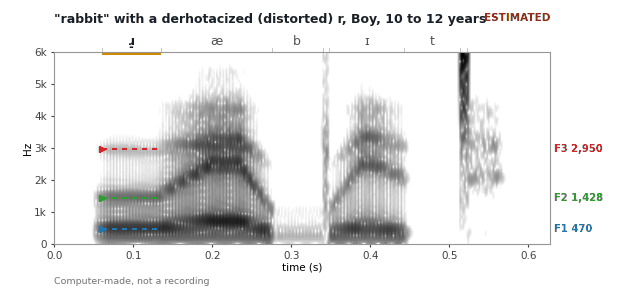 "rabbit" with a derhotacized (distorted) r, Boy, 10 to 12 years
ESTIMATED
ɹ̱ æ b ɪ t
6k
5k
4k
3k
2k
1k
0
Hz
F3 2,950
F2 1,428
F1 470
0.0 0.1 0.2 0.3 0.4 0.5 0.6
time (s)
Computer-made, not a recording